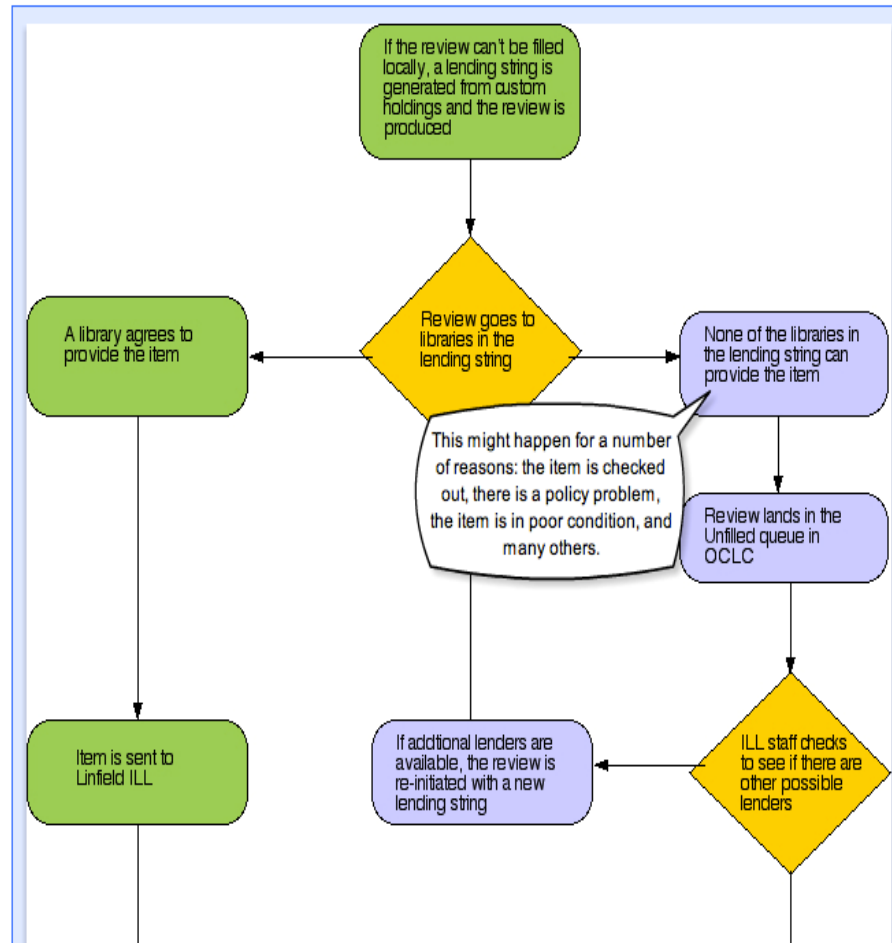 If the review can't be filled
locally, a lending string is
generated from custom
holdings and the review is
produced
Review goes to
libraries in the
lending string
A library agrees to
provide the item
None of the libraries in
the lending string can
provide the item
This might happen for a number
of reasons: the item is checked
out, there is a policy problem,
the item is in poor condition, and
many others.
Review lands in the
Unfilled queue in
OCLC
Item is sent to
Linfield ILL
If addtional lenders are
available, the review is
re-initiated with a new
lending string
ILL staff checks
to see if there are
other possible
lenders